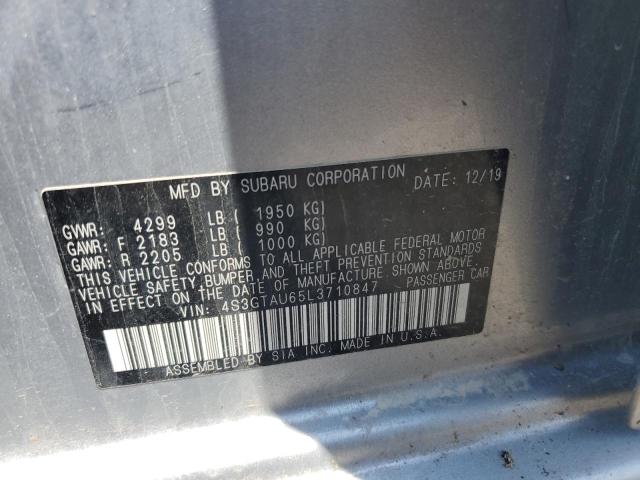 MFD BY SUBARU CORPORATION DATE: 12/19
GVWR: 4299 LB ( 1950 KG)
GAWR: F 2183 LB ( 990 KG)
GAWR: R 2205 LB ( 1000 KG)
THIS VEHICLE CONFORMS TO ALL APPLICABLE FEDERAL MOTOR
VEHICLE SAFETY, BUMPER, AND THEFT PREVENTION STANDARDS
IN EFFECT ON THE DATE OF MANUFACTURE SHOWN ABOVE.
VIN: 4S3GTAU65L3710847 PASSENGER CAR
ASSEMBLED BY SIA INC. MADE IN U.S.A.